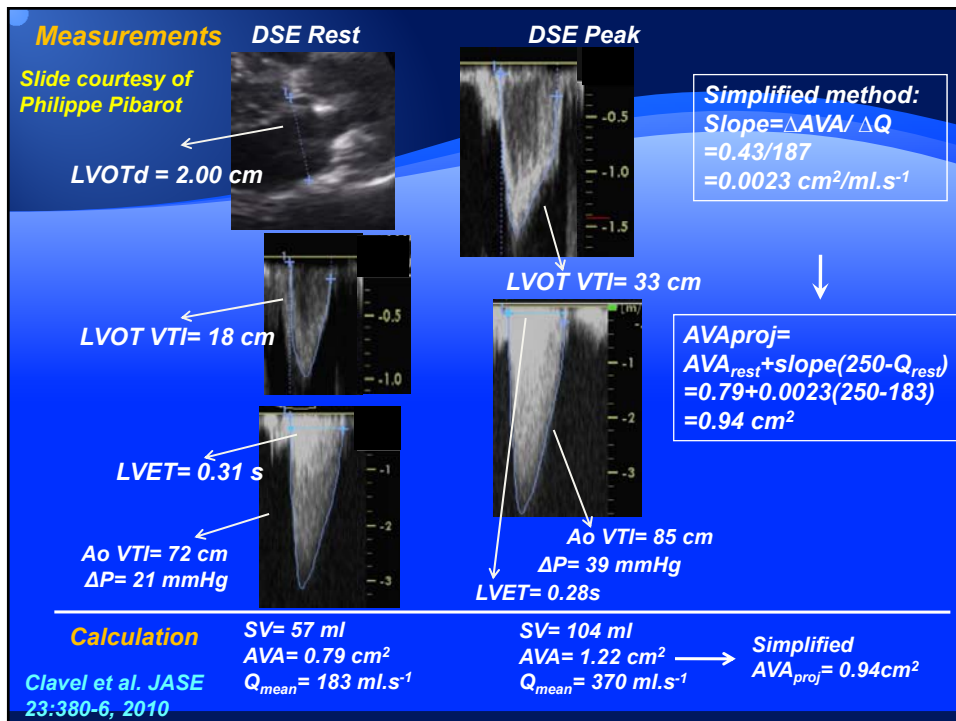 Measurements
DSE Rest
DSE Peak
Slide courtesy of
Philippe Pibarot
LVOTd = 2.00 cm
LVOT VTI= 18 cm
-0.5
-1.0
LVET= 0.31 s
Ao VTI= 72 cm
ΔP= 21 mmHg
-1
-2
-3
-0.5
-1.0
-1.5
LVOT VTI= 33 cm
[m/
-1
-2
-3
Ao VTI= 85 cm
ΔP= 39 mmHg
LVET= 0.28s
Simplified method:
Slope=∆AVA/ ∆Q
=0.43/187
=0.0023 cm²/ml.s⁻¹
AVAproj=
AVArest+slope(250-Qrest)
=0.79+0.0023(250-183)
=0.94 cm²
Calculation
SV= 57 ml
AVA= 0.79 cm²
Qmean= 183 ml.s⁻¹
SV= 104 ml
AVA= 1.22 cm²
Qmean= 370 ml.s⁻¹
Simplified
AVAproj= 0.94cm²
Clavel et al. JASE
23:380-6, 2010